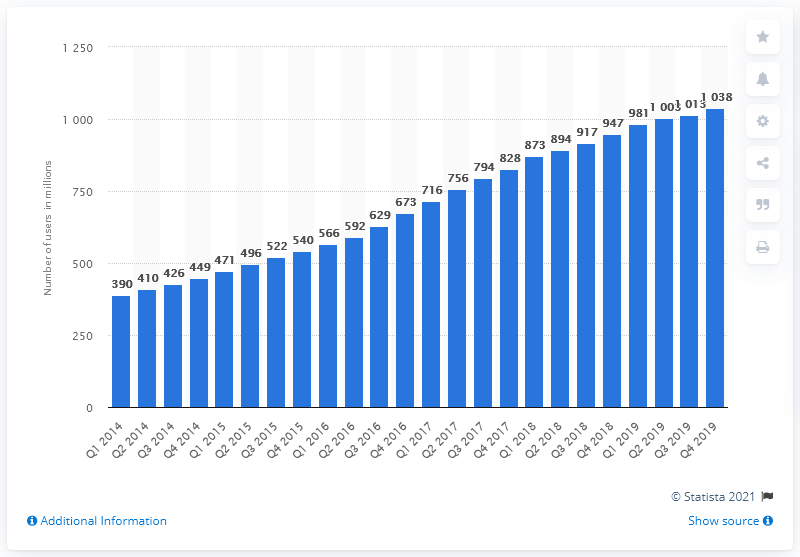 1 250
1 000
750
500
250
0
Number of users in millions
390 410 426 449 471 496 522 540 566 592 629 673 716 756 794 828 873 894 917 947 981 1 003 1 013 1 038
Q1 2014 Q2 2014 Q3 2014 Q4 2014 Q1 2015 Q2 2015 Q3 2015 Q4 2015 Q1 2016 Q2 2016 Q3 2016 Q4 2016 Q1 2017 Q2 2017 Q3 2017 Q4 2017 Q1 2018 Q2 2018 Q3 2018 Q4 2018 Q1 2019 Q2 2019 Q3 2019 Q4 2019
© Statista 2021
Additional Information
Show source